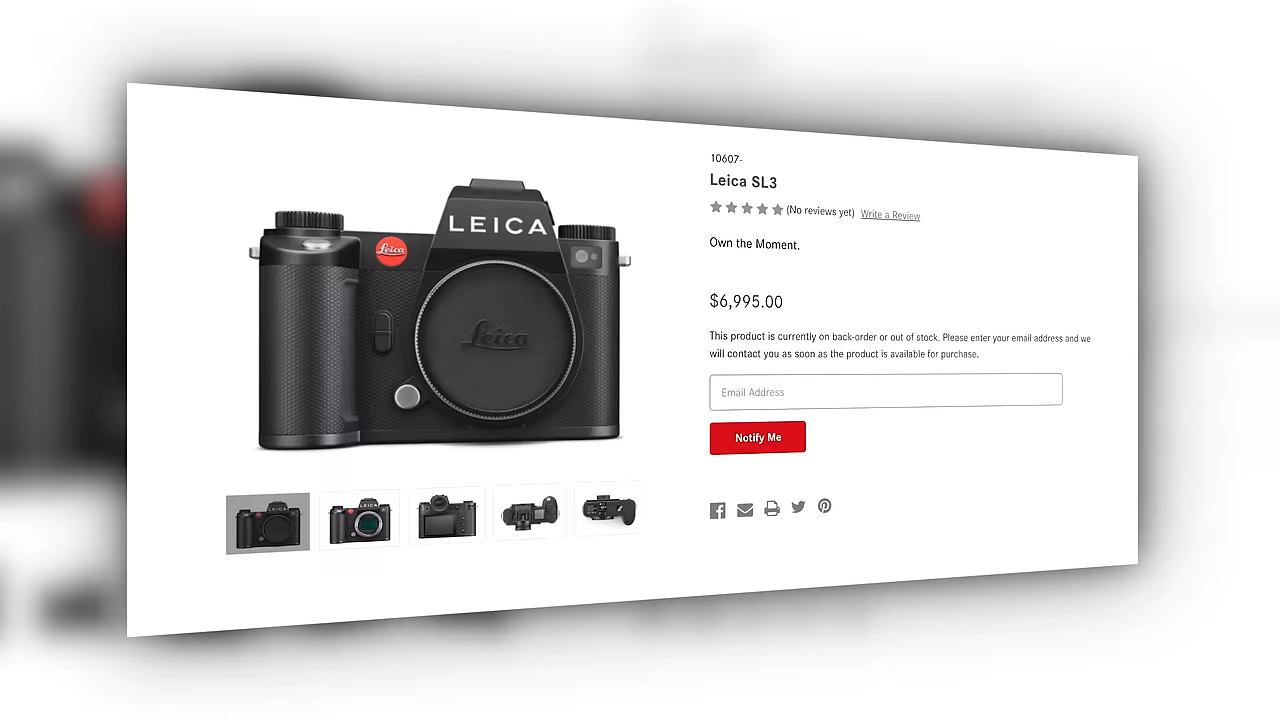 10607-
Leica SL3
(No reviews yet) Write a Review
Own the Moment.
$6,995.00
This product is currently on back-order or out of stock. Please enter your email address and we
will contact you as soon as the product is available for purchase.
Email Address
Notify Me
LEICA
Leica
Leica
LEICA
LEICA